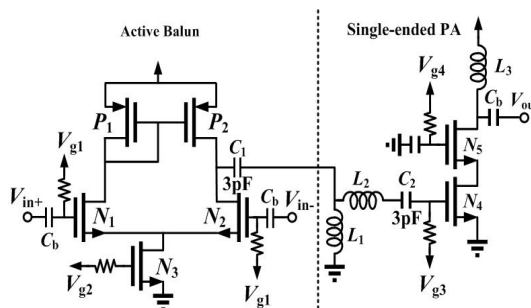 Active Balun
Single-ended PA
L3
Vg4
P1
P2
Cb
Vou
Vg1
C1
N5
3pF
L2
C2
Vin+
N1
N2
Cb
Vin-
3pF
N4
Cb
L1
Vg2
N3
Vg1
Vg3